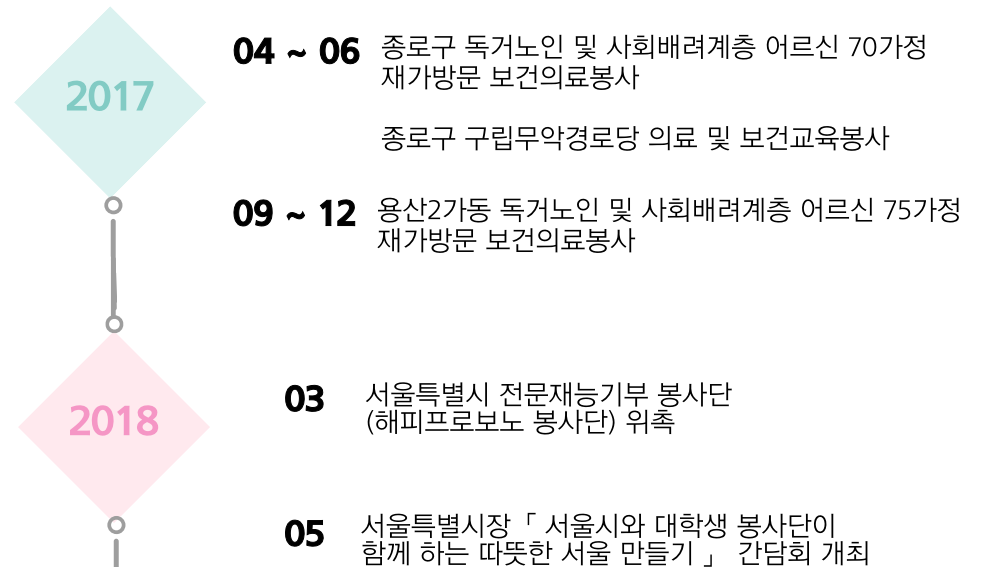 2017
04 ~ 06 종로구 독거노인 및 사회배려계층 어르신 70가정
재가방문 보건의료봉사
종로구 구립무악경로당 의료 및 보건교육봉사
09 ~ 12 용산2가동 독거노인 및 사회배려계층 어르신 75가정
재가방문 보건의료봉사
2018
03 서울특별시 전문재능기부 봉사단
(해피프로보노 봉사단) 위촉
05 서울특별시장「 서울시와 대학생 봉사단이
함께 하는 따뜻한 서울 만들기 」 간담회 개최